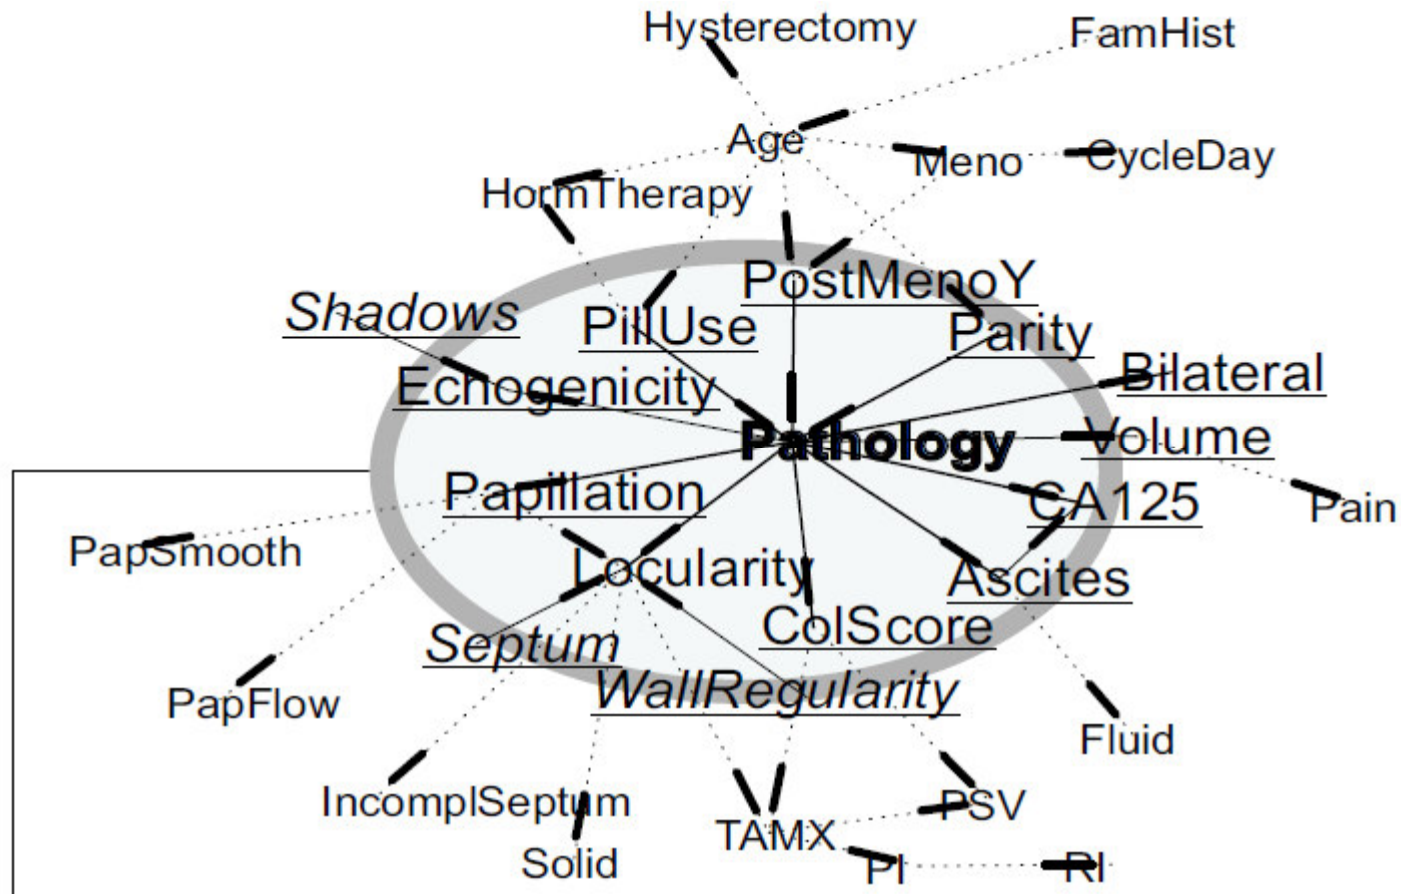 Hysterectomy
FamHist
Age
Meno
CycleDay
HormTherapy
PostMenoY
Shadows
PillUse
Parity
Echogenicity
Bilateral
Pathology
Volume
Papillation
CA125
Pain
PapSmooth
Locularity
Ascites
Septum
ColScore
WallRegularity
PapFlow
Fluid
IncomplSeptum
PSV
TAMX
Solid
PI
RI